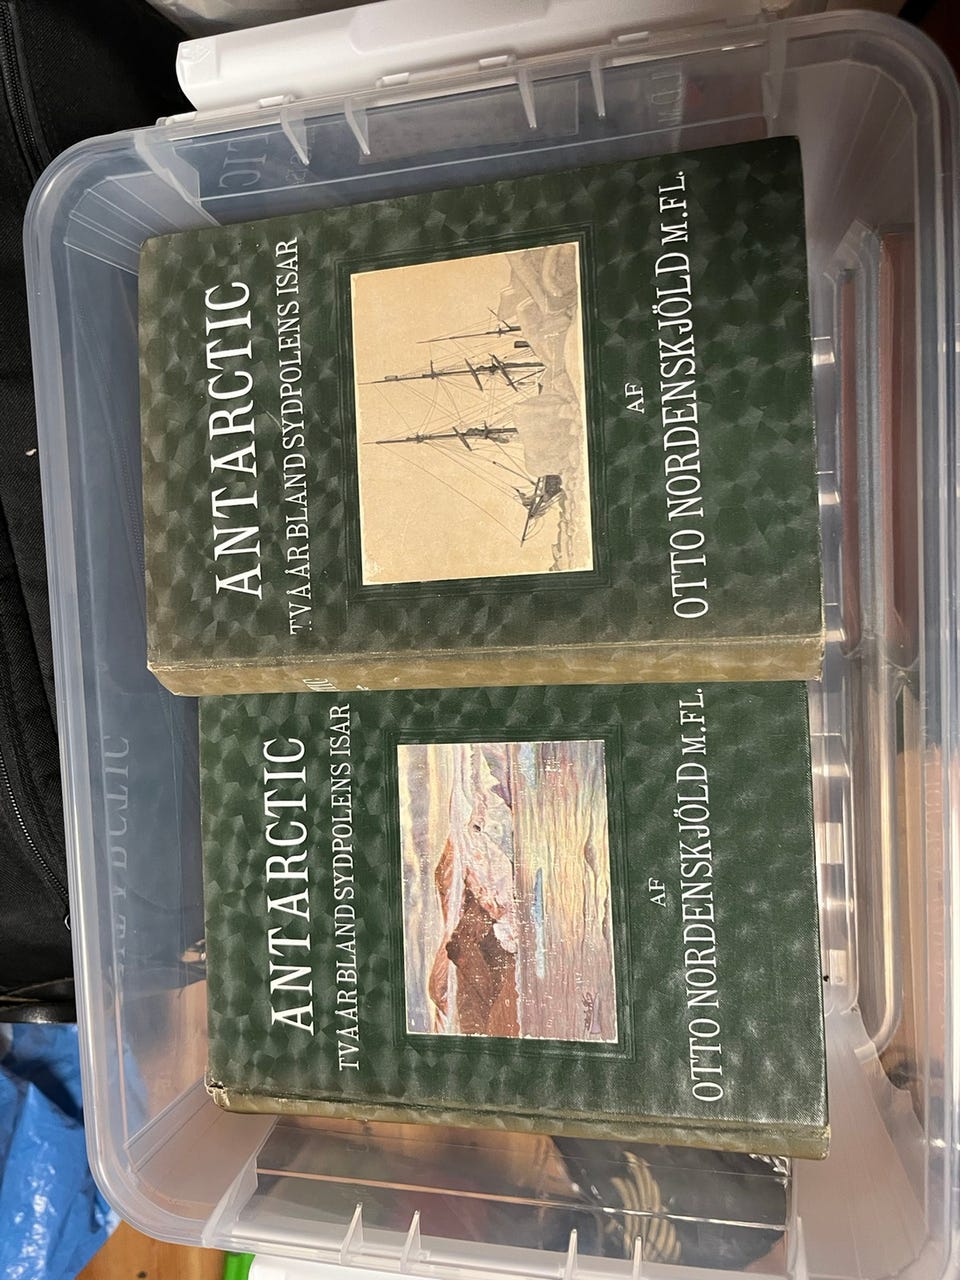 ANTARCTIC
TVÅ ÅR BLAND SYDPOLENS ISAR
AF
OTTO NORDENSKJÖLD M.FL.
ANTARCTIC
TVÅ ÅR BLAND SYDPOLENS ISAR
AF
OTTO NORDENSKJÖLD M.FL.